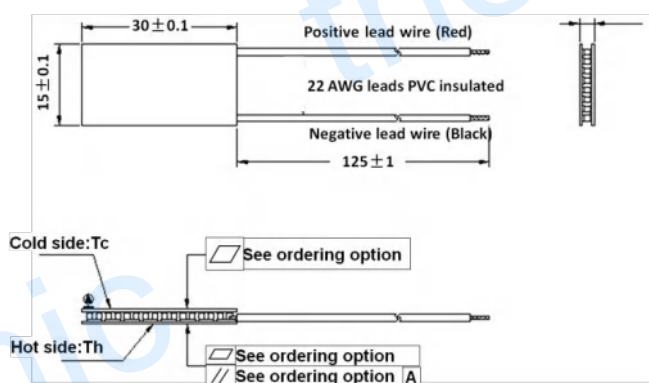 30±0.1
Positive lead wire (Red)
15±0.1
22 AWG leads PVC insulated
Negative lead wire (Black)
125±1
Cold side:Tc
See ordering option
A
Hot side:Th
See ordering option
// See ordering option A